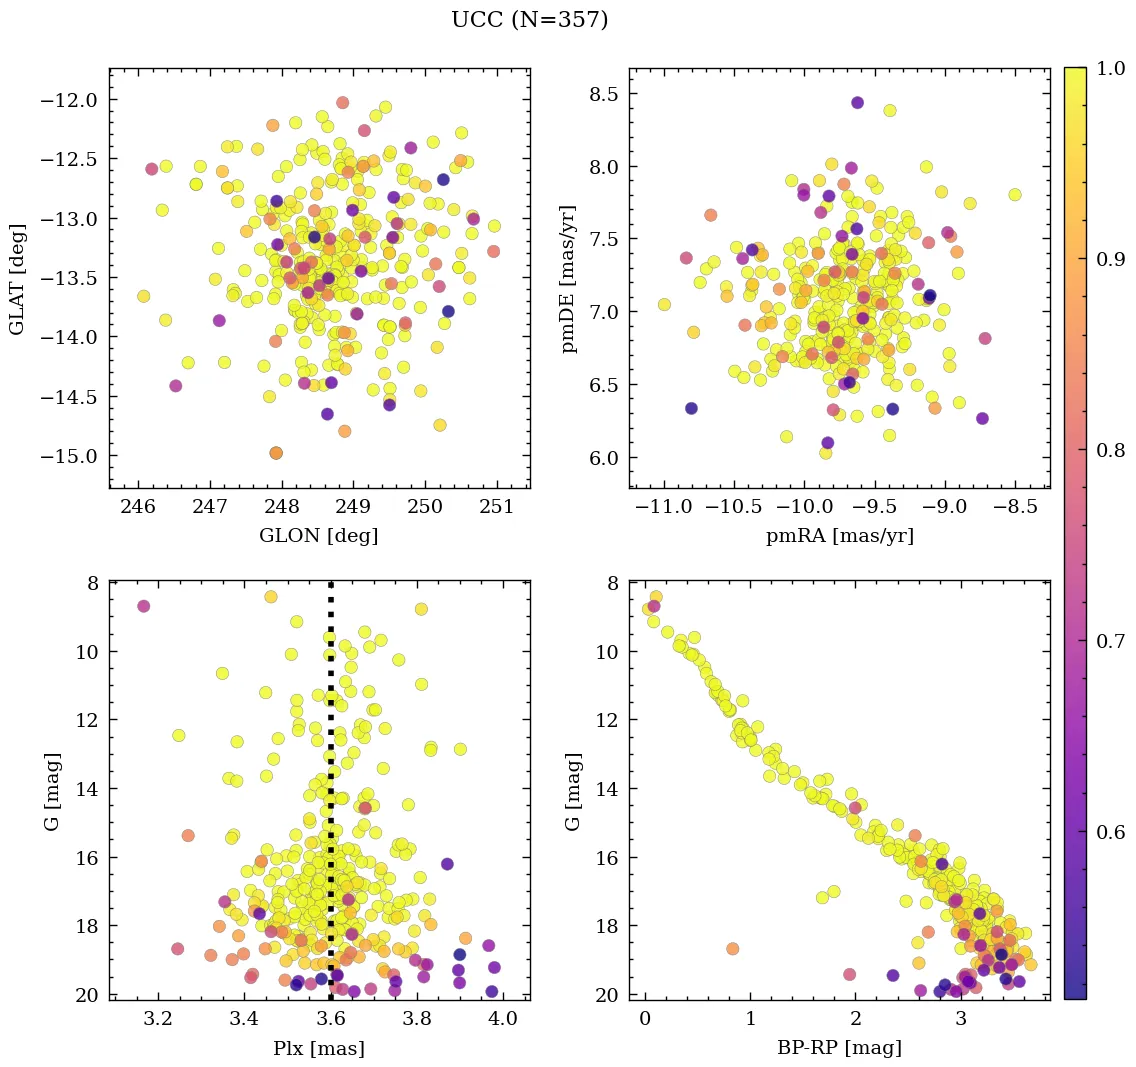 UCC (N=357)
−12.0
−12.5
−13.0
−13.5
−14.0
−14.5
−15.0
GLAT [deg]
246 247 248 249 250 251
GLON [deg]
8.5
8.0
7.5
7.0
6.5
6.0
pmDE [mas/yr]
−11.0 −10.5 −10.0 −9.5 −9.0 −8.5
pmRA [mas/yr]
8
10
12
14
16
18
20
G [mag]
3.2 3.4 3.6 3.8 4.0
Plx [mas]
8
10
12
14
16
18
20
G [mag]
0 1 2 3
BP-RP [mag]
1.0
0.9
0.8
0.7
0.6